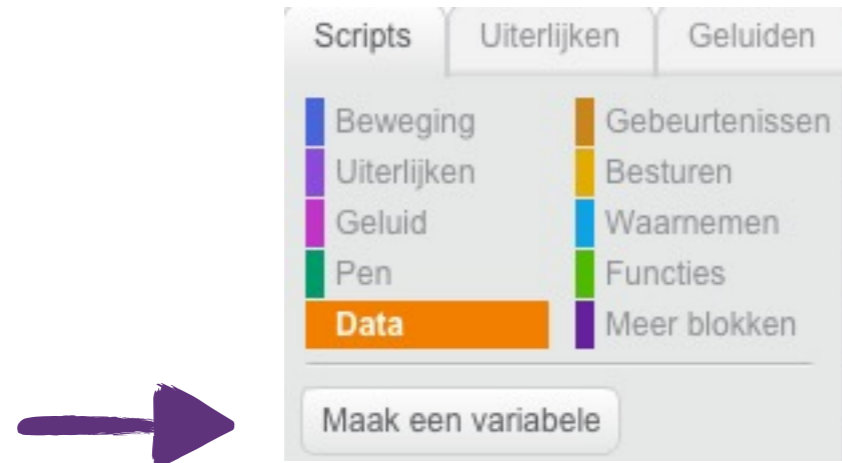 Scripts Uiterlijken Geluiden
Beweging Gebeurtenissen
Uiterlijken Besturen
Geluid Waarnemen
Pen Functies
Data Meer blokken
Maak een variabele